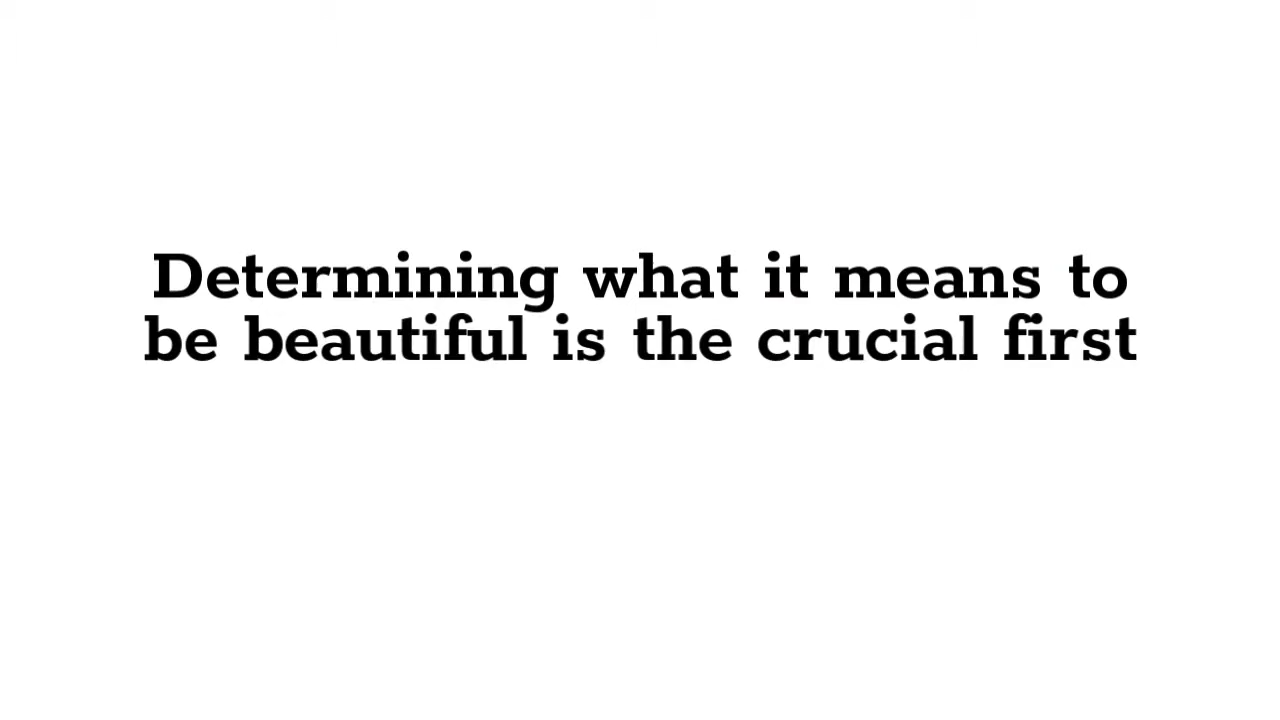 Determining what it means to
be beautiful is the crucial first